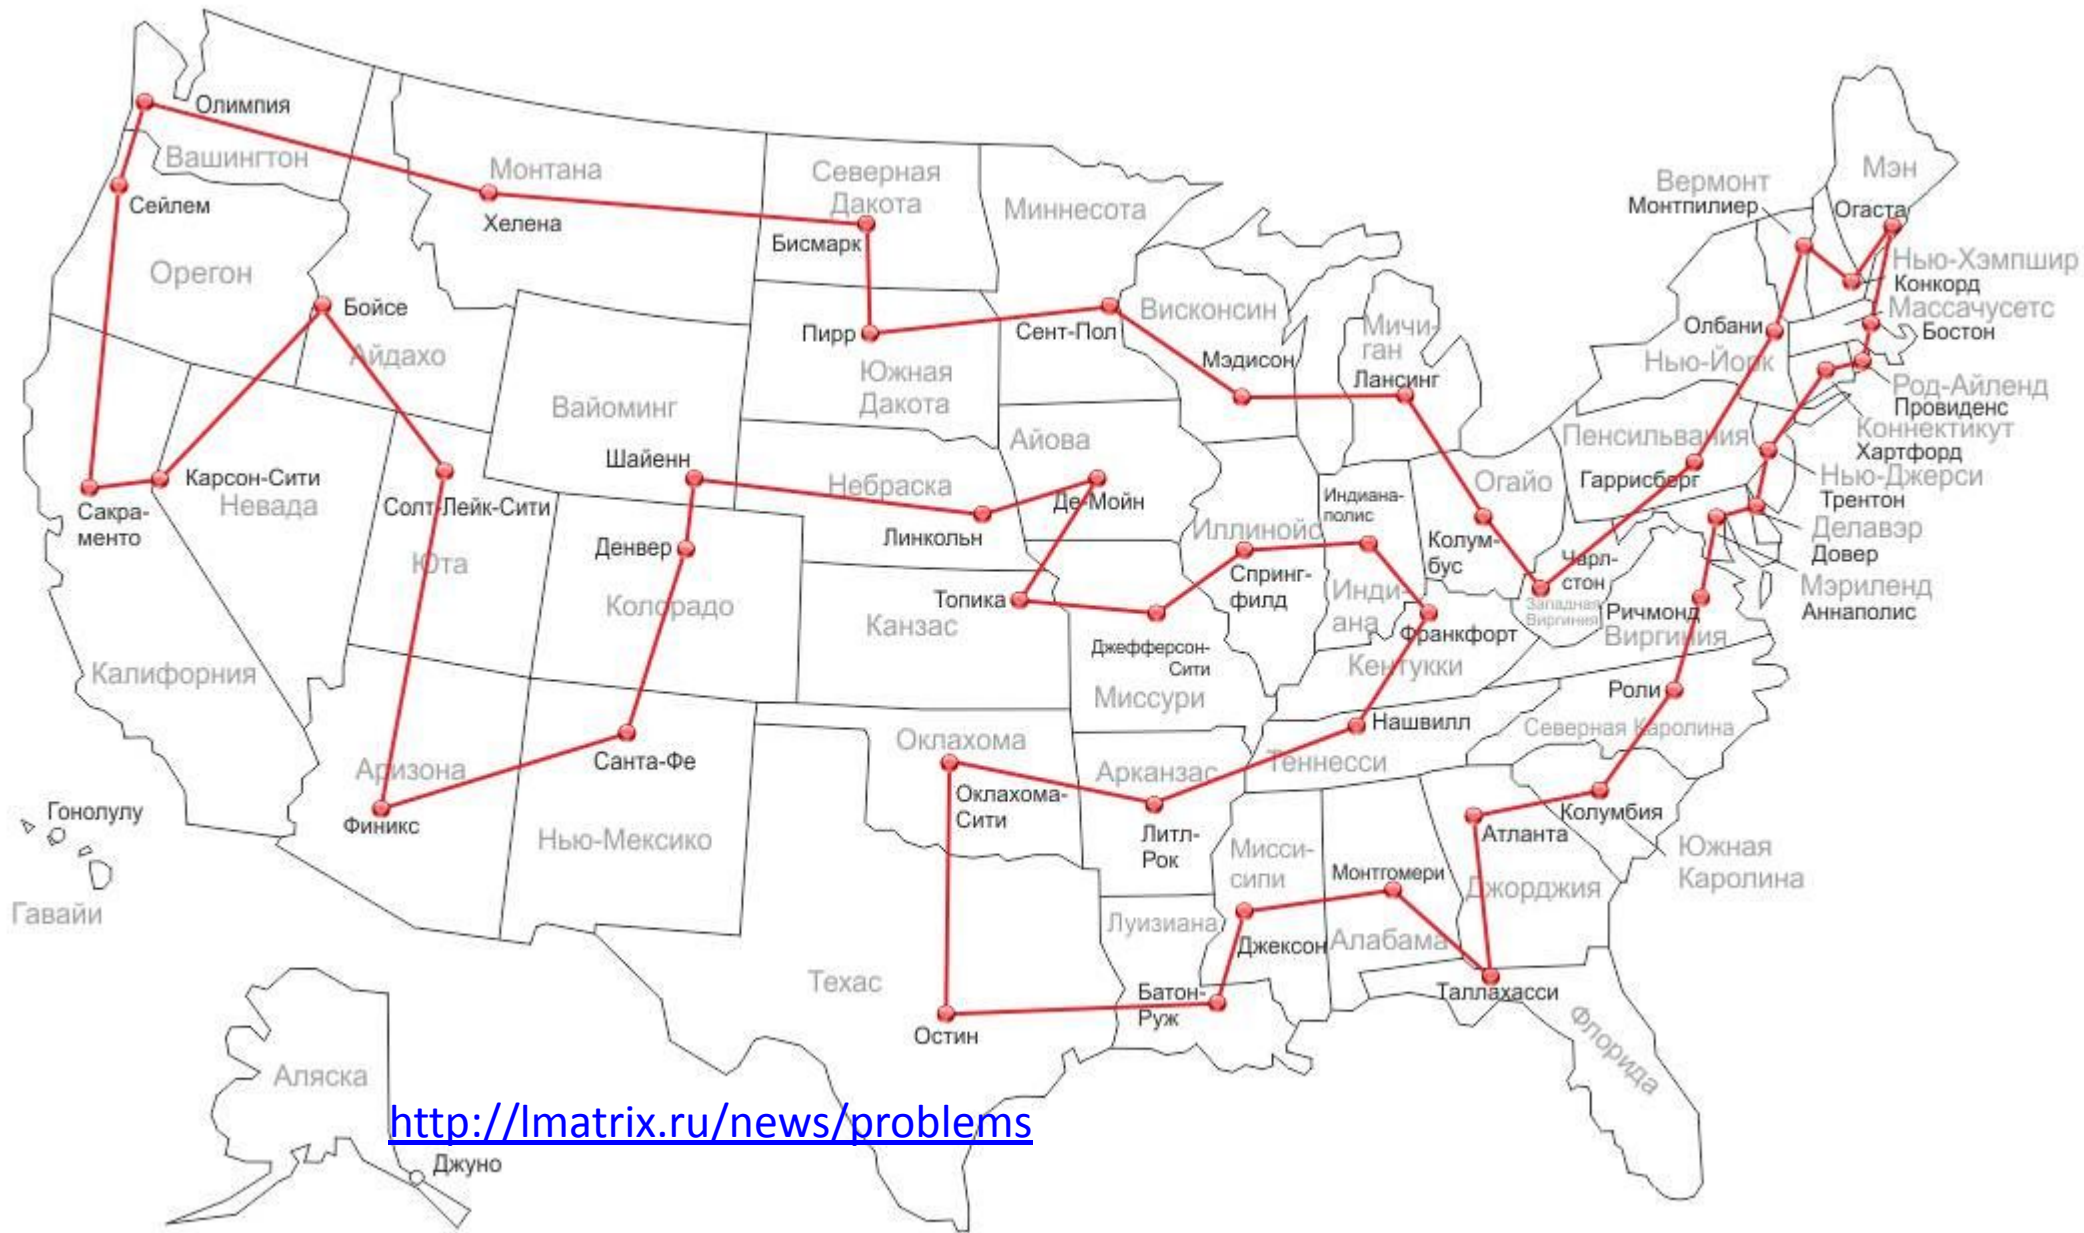 Олимпия
Вашингтон
Сейлем
Орегон
Монтана
Хелена
Северная
Дакота
Бисмарк
Миннесота
Вермонт
Монтпилиер
Мэн
Огаста
Нью-Хэмпшир
Конкорд
Массачусетс
Бостон
Бойсе
Айдахо
Пирр
Южная
Дакота
Сент-Пол
Висконсин
Мэдисон
Мичи-
ган
Лансинг
Олбани
Нью-Йорк
Род-Айленд
Провиденс
Коннектикут
Хартфорд
Вайоминг
Шайенн
Айова
Небраска
Линкольн
Де-Мойн
Пенсильвания
Гаррисберг
Нью-Джерси
Трентон
Делавэр
Довер
Мэриленд
Аннаполис
Карсон-Сити
Невада
Сакра-
менто
Солт-Лейк-Сити
Юта
Денвер
Колорадо
Топика
Канзас
Иллинойс
Спринг-
филд
Индиана-
полис
Инди-
ана
Огайо
Колум-
бус
Чарл-
стон
Западная
Виргиния
Ричмонд
Виргиния
Франкфорт
Кентукки
Джефферсон-
Сити
Миссури
Калифорния
Роли
Северная Каролина
Нашвилл
Теннесси
Аризона
Финикс
Санта-Фе
Нью-Мексико
Оклахома
Оклахома-
Сити
Арканзас
Литл-
Рок
Мисси-
сипи
Джексон
Монтгомери
Алабама
Атланта
Джорджия
Колумбия
Южная
Каролина
Гонолулу
Гавайи
Техас
Остин
Луизиана
Батон-
Руж
Таллахасси
Флорида
Аляска
Джуно
http://lmatrix.ru/news/problems